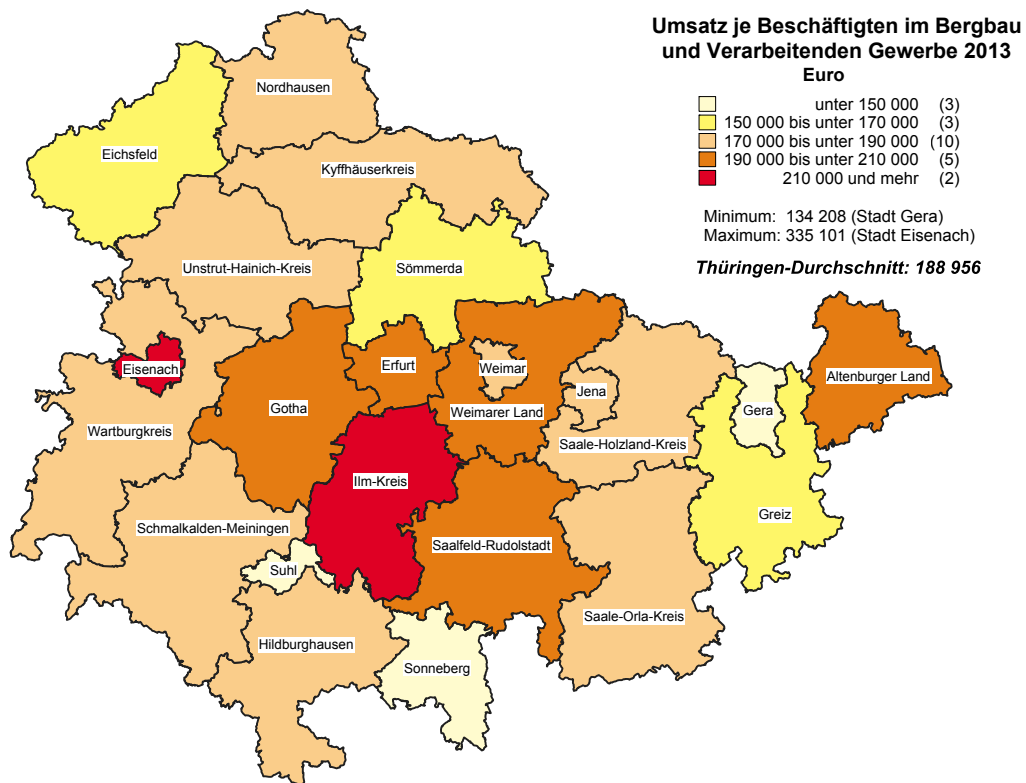 Umsatz je Beschäftigten im Bergbau
und Verarbeitenden Gewerbe 2013
Euro
unter 150 000 (3)
150 000 bis unter 170 000 (3)
170 000 bis unter 190 000 (10)
190 000 bis unter 210 000 (5)
210 000 und mehr (2)
Minimum: 134 208 (Stadt Gera)
Maximum: 335 101 (Stadt Eisenach)
Thüringen-Durchschnitt: 188 956
Nordhausen
Eichsfeld
Kyffhäuserkreis
Unstrut-Hainich-Kreis
Sömmerda
Eisenach
Erfurt
Weimar
Altenburger Land
Jena
Gotha
Weimarer Land
Gera
Wartburgkreis
Saale-Holzland-Kreis
Ilm-Kreis
Greiz
Schmalkalden-Meiningen
Saalfeld-Rudolstadt
Suhl
Saale-Orla-Kreis
Hildburghausen
Sonneberg